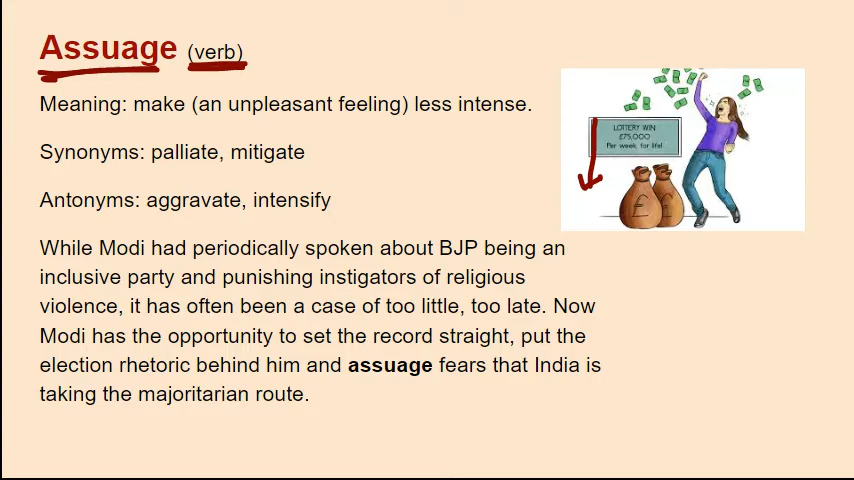 Assuage (verb)
Meaning: make (an unpleasant feeling) less intense.
Synonyms: palliate, mitigate
Antonyms: aggravate, intensify
While Modi had periodically spoken about BJP being an
inclusive party and punishing instigators of religious
violence, it has often been a case of too little, too late. Now
Modi has the opportunity to set the record straight, put the
election rhetoric behind him and assuage fears that India is
taking the majoritarian route.
LOTTERY WIN
£75,000
Per week for life!
£ £